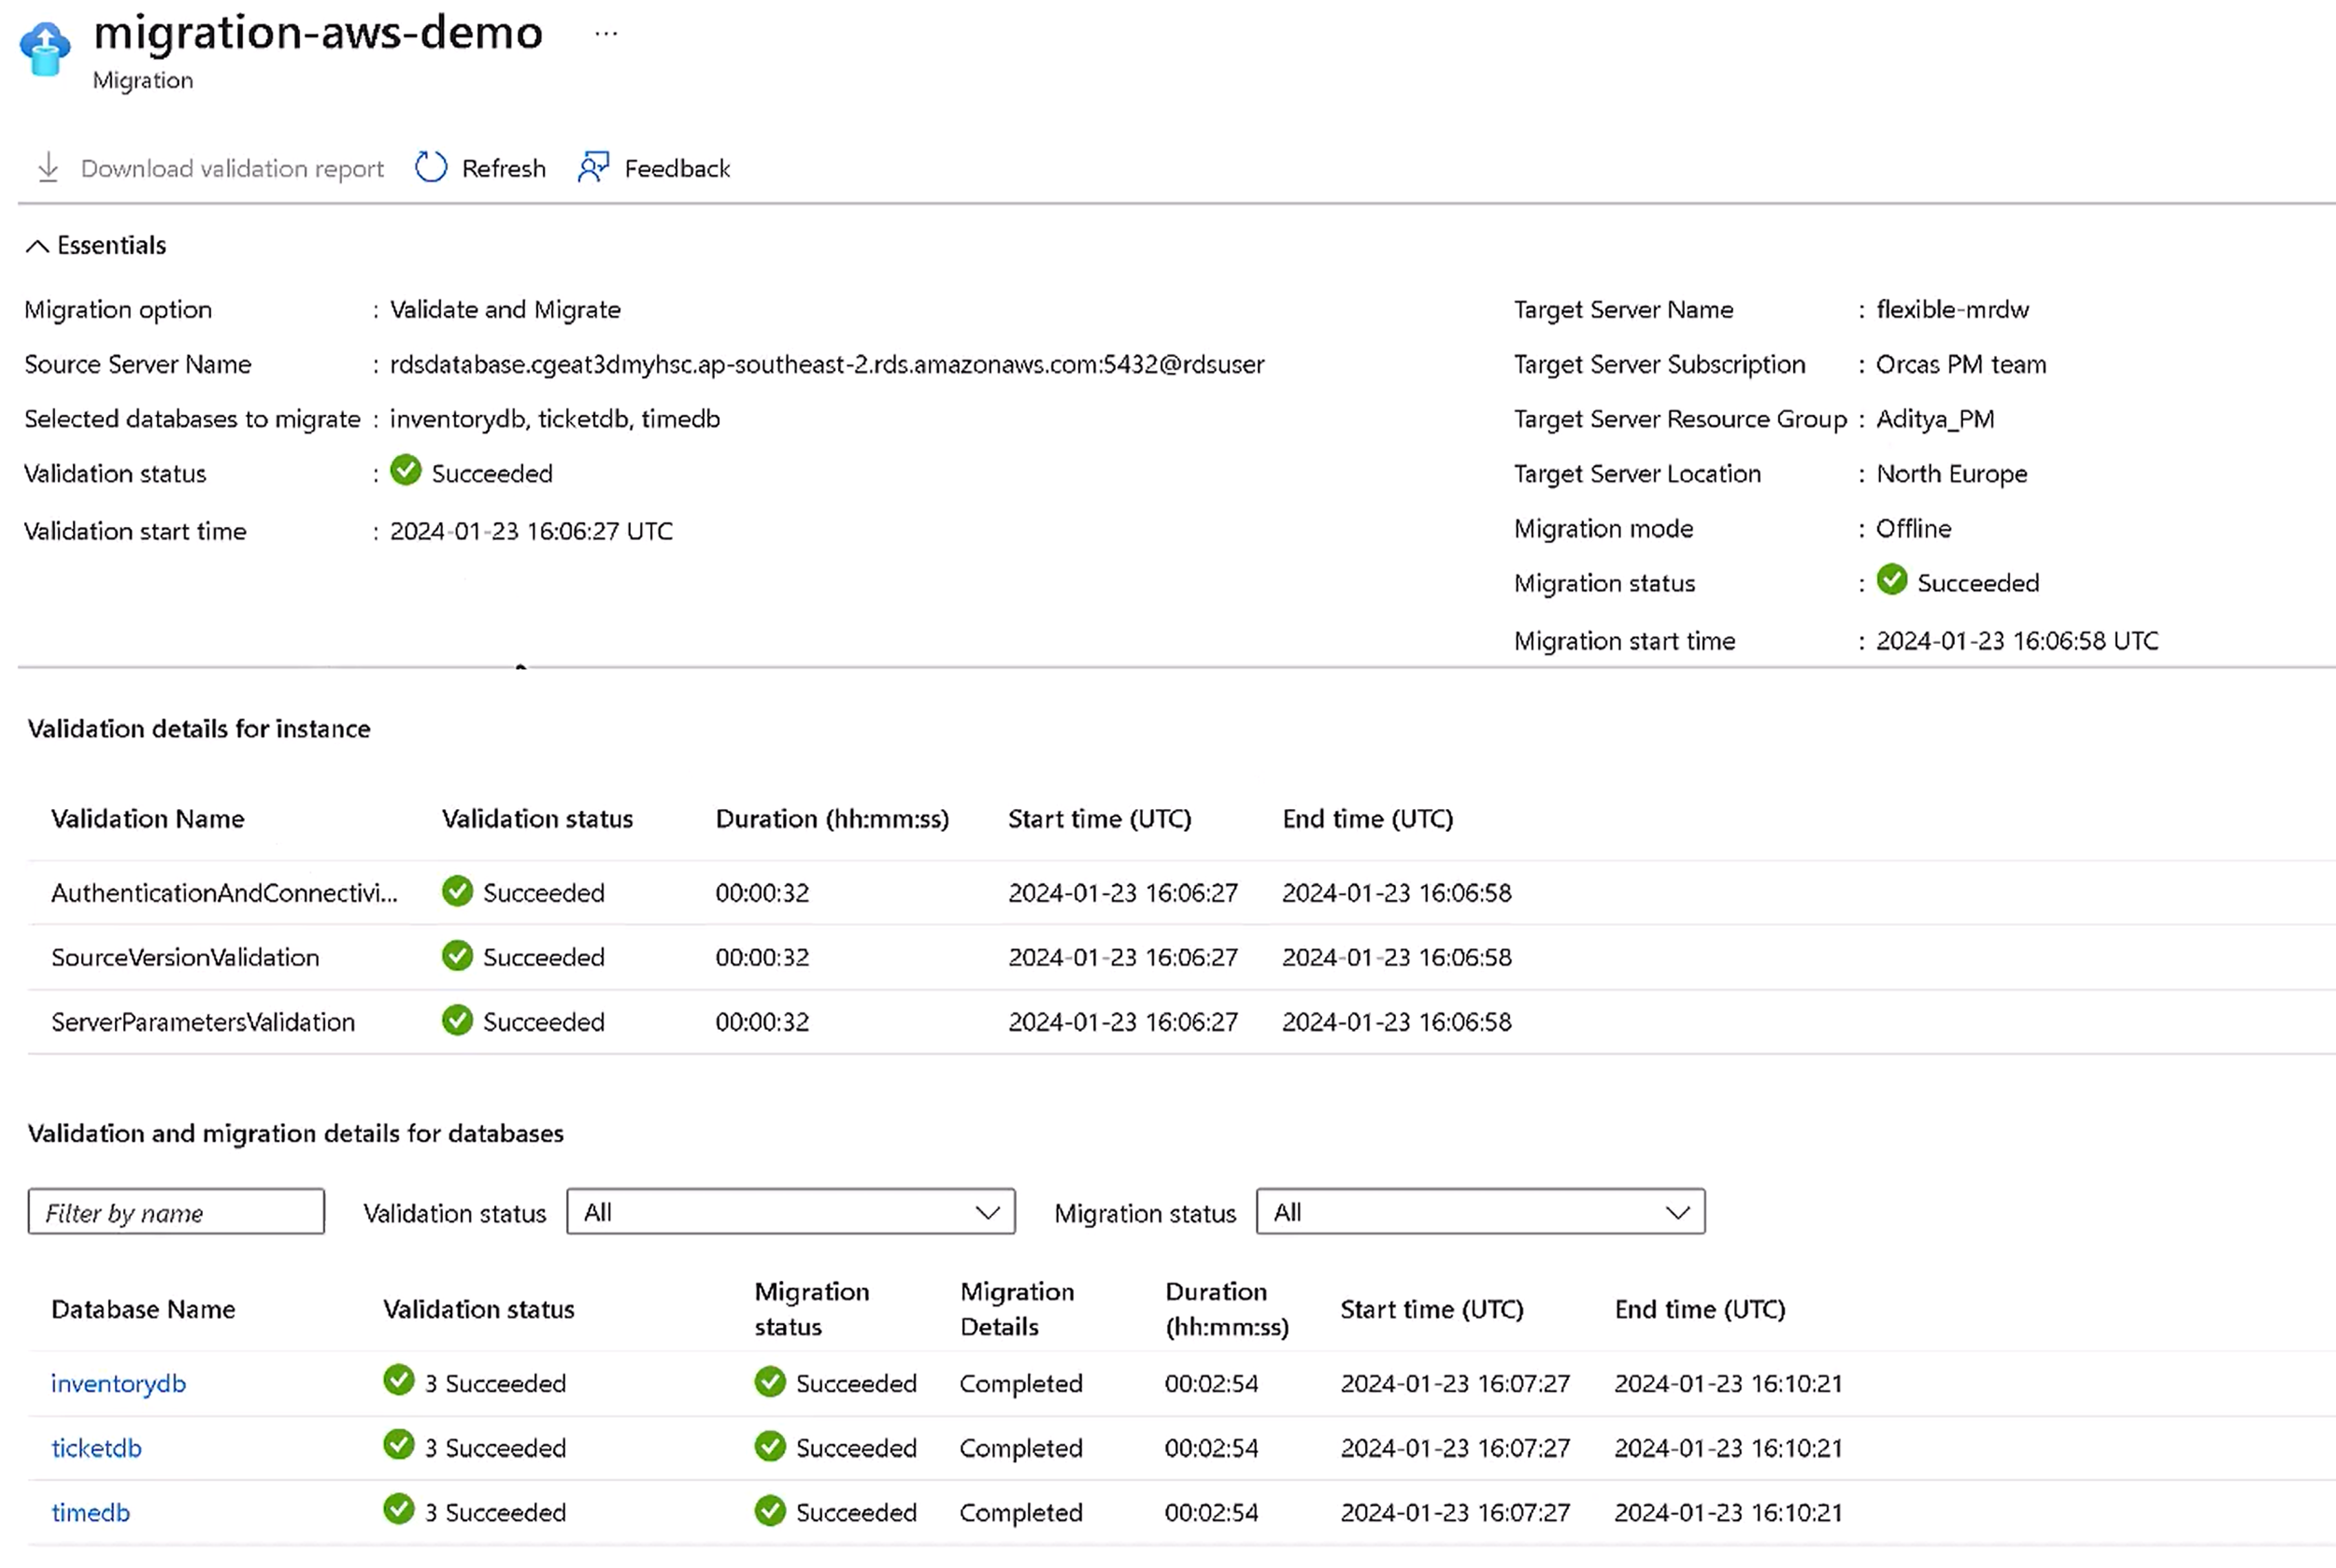 migration-aws-demo ...
Migration
Download validation report Refresh Feedback
Essentials
Migration option : Validate and Migrate
Source Server Name : rdsdatabase.cgeat3dmyhsc.ap-southeast-2.rds.amazonaws.com:5432@rdsuser
Selected databases to migrate : inventorydb, ticketdb, timedb
Validation status : Succeeded
Validation start time : 2024-01-23 16:06:27 UTC
Target Server Name : flexible-mrdw
Target Server Subscription : Orcas PM team
Target Server Resource Group : Aditya_PM
Target Server Location : North Europe
Migration mode : Offline
Migration status : Succeeded
Migration start time : 2024-01-23 16:06:58 UTC
Validation details for instance
Validation Name Validation status Duration (hh:mm:ss) Start time (UTC) End time (UTC)
AuthenticationAndConnectivi... Succeeded 00:00:32 2024-01-23 16:06:27 2024-01-23 16:06:58
SourceVersionValidation Succeeded 00:00:32 2024-01-23 16:06:27 2024-01-23 16:06:58
ServerParametersValidation Succeeded 00:00:32 2024-01-23 16:06:27 2024-01-23 16:06:58
Validation and migration details for databases
Filter by name Validation status All Migration status All
Database Name Validation status Migration status Migration Details Duration (hh:mm:ss) Start time (UTC) End time (UTC)
inventorydb 3 Succeeded Succeeded Completed 00:02:54 2024-01-23 16:07:27 2024-01-23 16:10:21
ticketdb 3 Succeeded Succeeded Completed 00:02:54 2024-01-23 16:07:27 2024-01-23 16:10:21
timedb 3 Succeeded Succeeded Completed 00:02:54 2024-01-23 16:07:27 2024-01-23 16:10:21